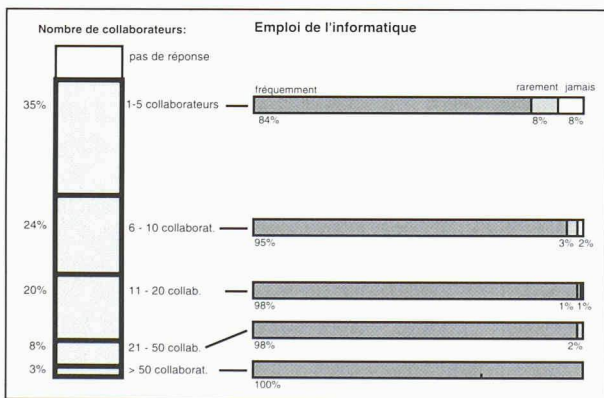 Nombre de collaborateurs:
Emploi de l'informatique
pas de réponse
fréquemment rarement jamais
35% 1-5 collaborateurs
84% 8% 8%
24% 6 - 10 collaborat.
95% 3% 2%
20% 11 - 20 collab.
98% 1% 1%
8% 21 - 50 collab.
98% 2%
3% > 50 collaborat.
100%